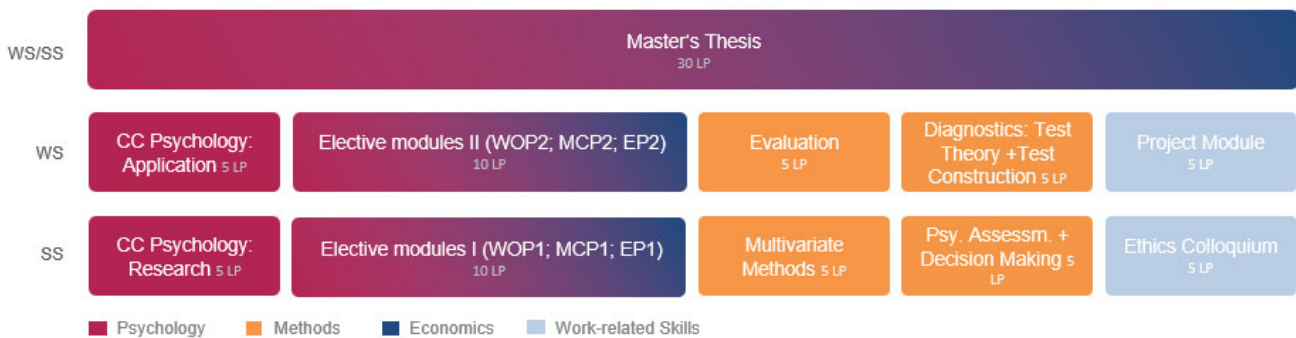 WS/SS
Master's Thesis
30 LP
WS
CC Psychology:
Application 5 LP
Elective modules II (WOP2; MCP2; EP2)
10 LP
Evaluation
5 LP
Diagnostics: Test
Theory +Test
Construction 5 LP
Project Module
5 LP
SS
CC Psychology:
Research 5 LP
Elective modules I (WOP1; MCP1; EP1)
10 LP
Multivariate
Methods 5 LP
Psy. Assessm. +
Decision Making 5
LP
Ethics Colloquium
5 LP
Psychology
Methods
Economics
Work-related Skills